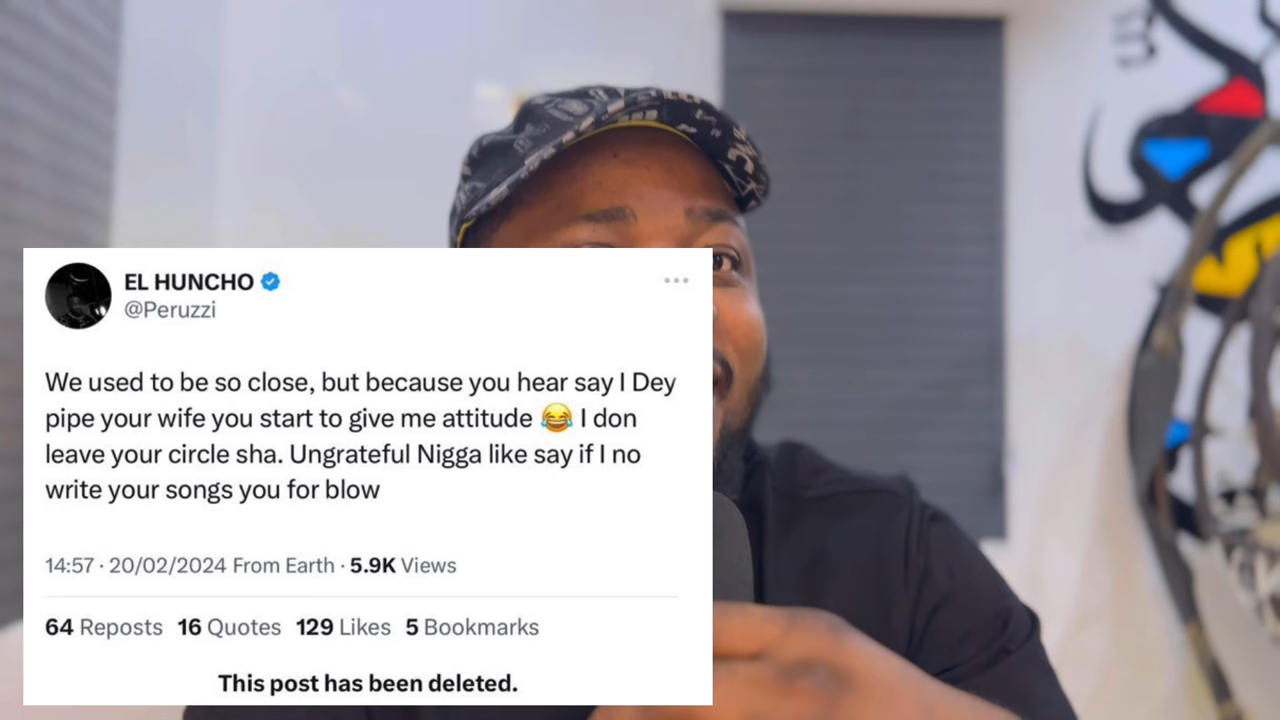 EL HUNCHO
@Peruzzi
We used to be so close, but because you hear say I Dey
pipe your wife you start to give me attitude 😂 I don
leave your circle sha. Ungrateful Nigga like say if I no
write your songs you for blow
14:57 · 20/02/2024 From Earth · 5.9K Views
64 Reposts 16 Quotes 129 Likes 5 Bookmarks
This post has been deleted.